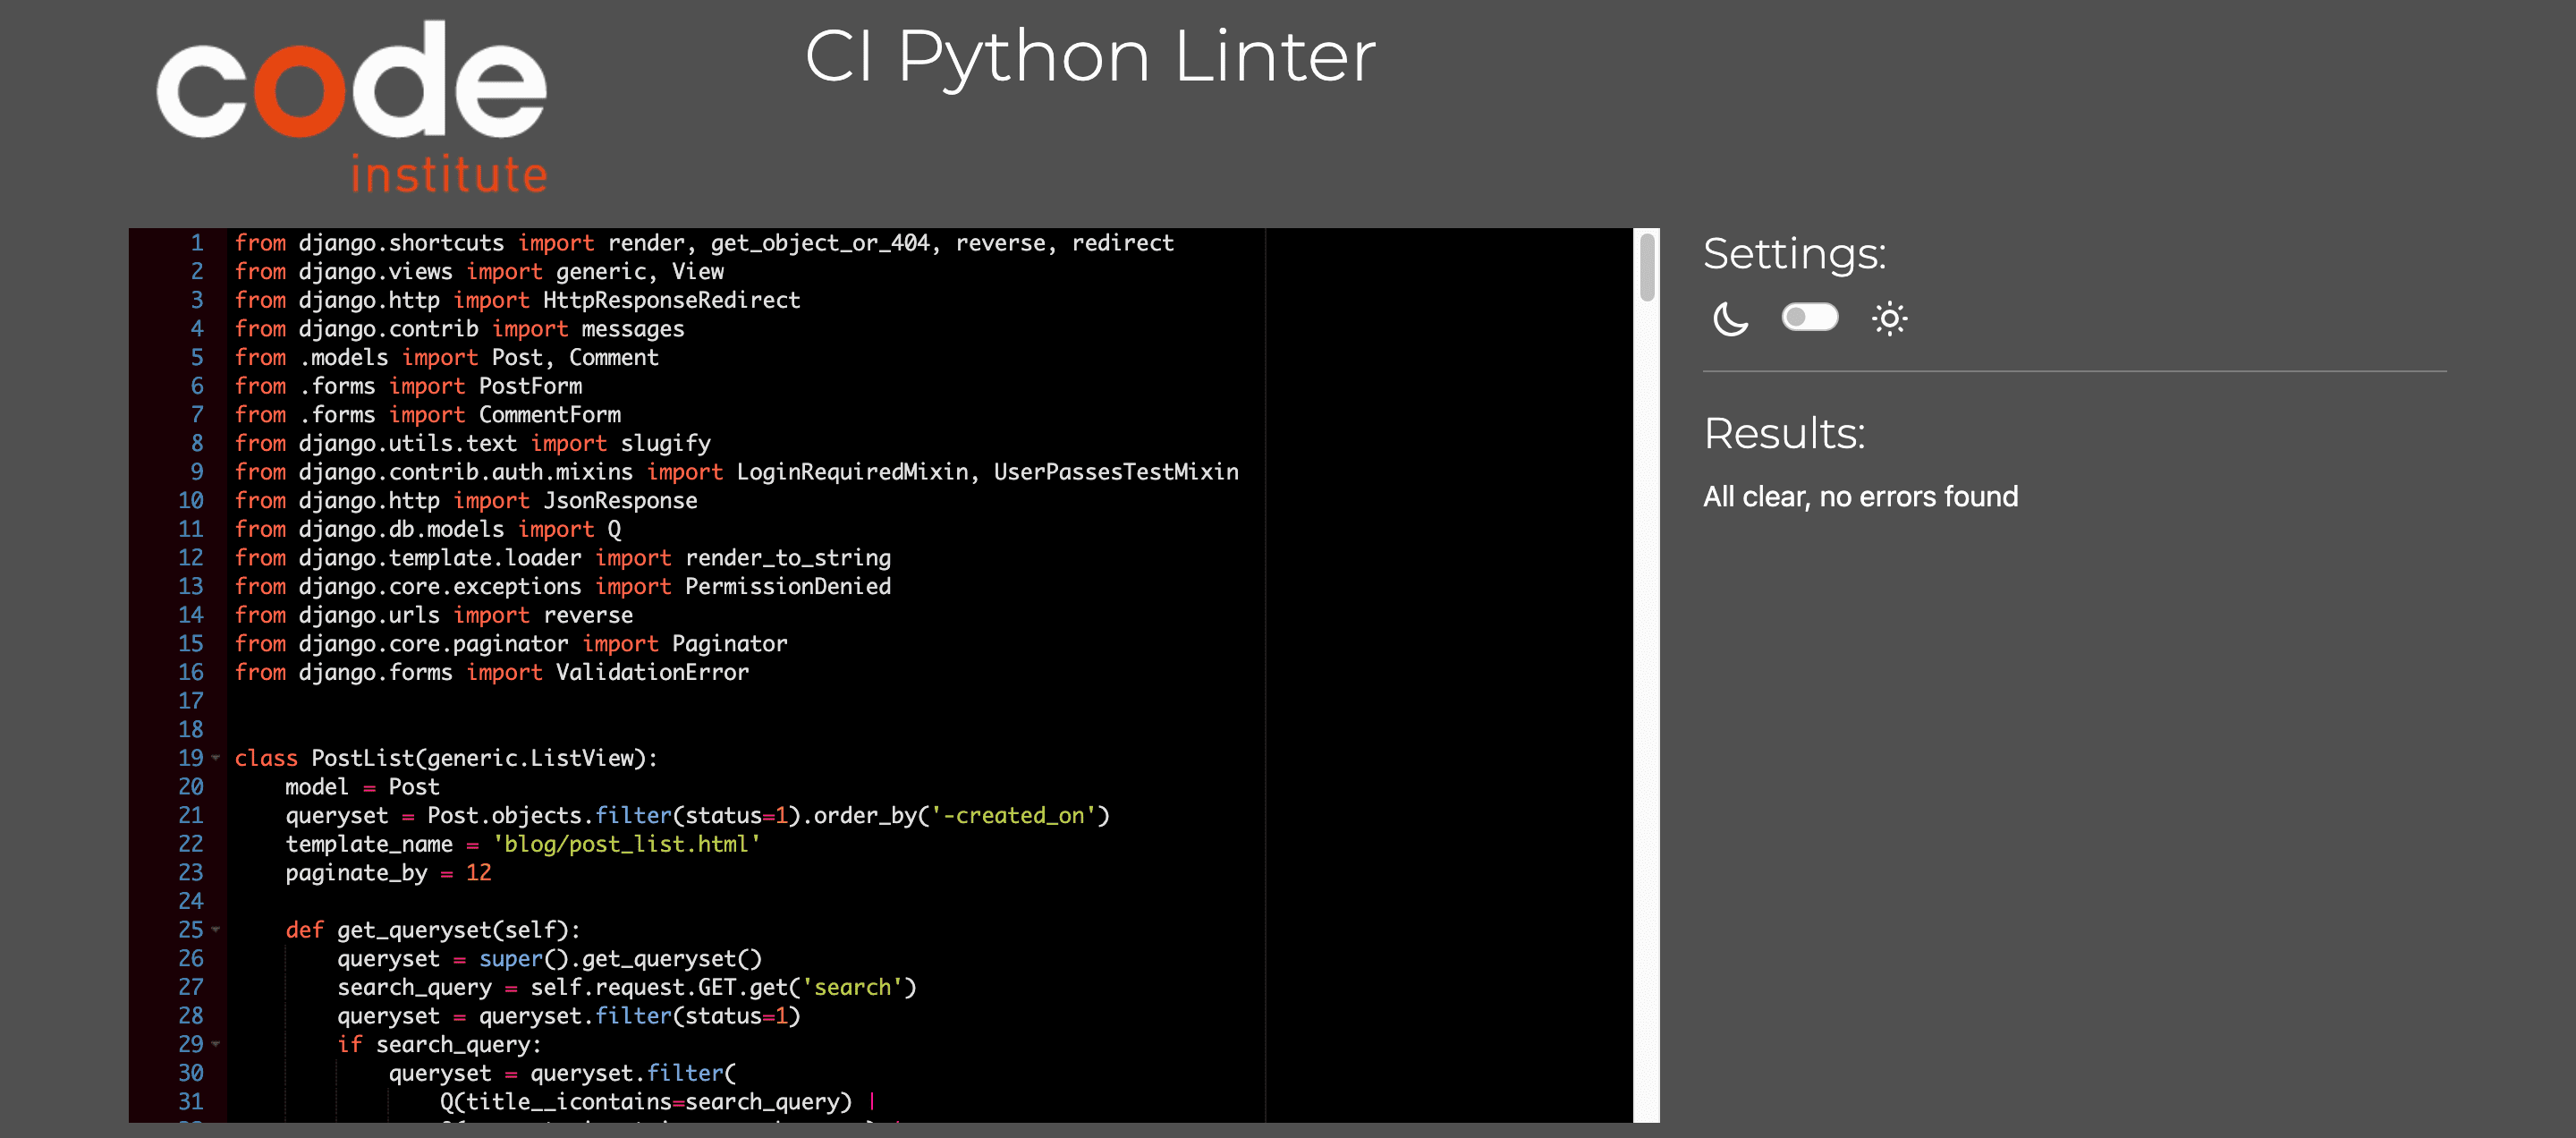 code
institute
CI Python Linter
1 from django.shortcuts import render, get_object_or_404, reverse, redirect
2 from django.views import generic, View
3 from django.http import HttpResponseRedirect
4 from django.contrib import messages
5 from .models import Post, Comment
6 from .forms import PostForm
7 from .forms import CommentForm
8 from django.utils.text import slugify
9 from django.contrib.auth.mixins import LoginRequiredMixin, UserPassesTestMixin
10 from django.http import JsonResponse
11 from django.db.models import Q
12 from django.template.loader import render_to_string
13 from django.core.exceptions import PermissionDenied
14 from django.urls import reverse
15 from django.core.paginator import Paginator
16 from django.forms import ValidationError
17
18
19 class PostList(generic.ListView):
20     model = Post
21     queryset = Post.objects.filter(status=1).order_by('-created_on')
22     template_name = 'blog/post_list.html'
23     paginate_by = 12
24
25     def get_queryset(self):
26         queryset = super().get_queryset()
27         search_query = self.request.GET.get('search')
28         queryset = queryset.filter(status=1)
29         if search_query:
30             queryset = queryset.filter(
31                 Q(title__icontains=search_query) |
Settings:
Results:
All clear, no errors found